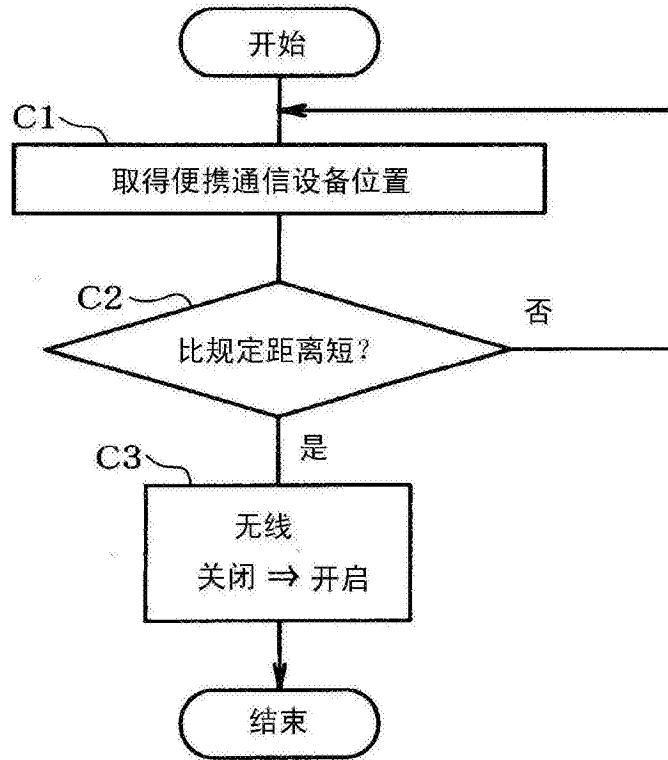 开始
C1
取得便携通信设备位置
C2
比规定距离短?
否
是
C3
无线
关闭 ⇒ 开启
结束